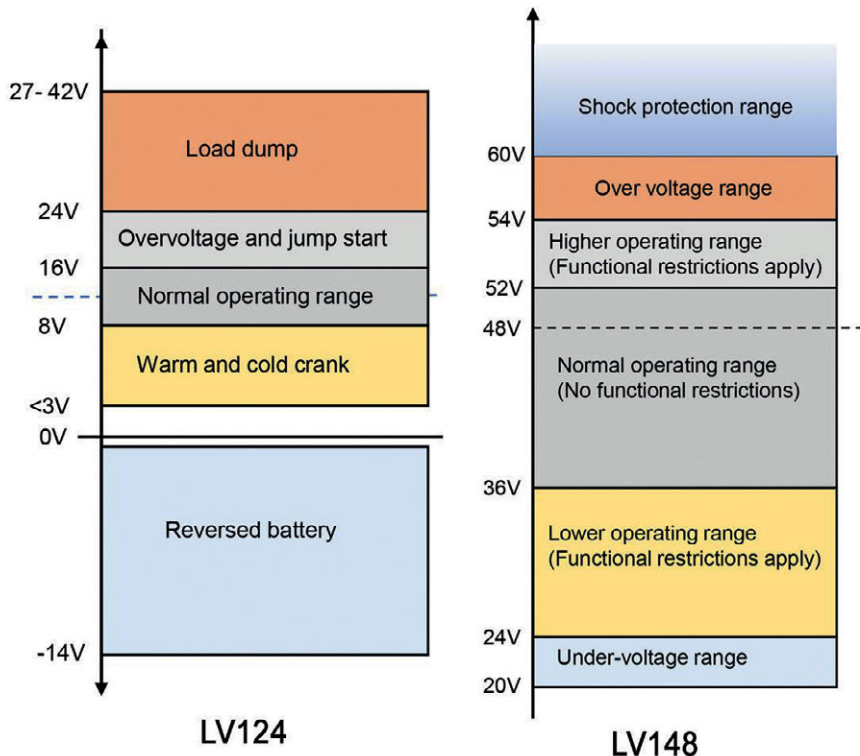 27- 42V
Load dump
24V
Overvoltage and jump start
16V
Normal operating range
8V
Warm and cold crank
<3V
0V
Reversed battery
-14V
LV124
Shock protection range
60V
Over voltage range
54V
Higher operating range
(Functional restrictions apply)
52V
48V
Normal operating range
(No functional restrictions)
36V
Lower operating range
(Functional restrictions apply)
24V
Under-voltage range
20V
LV148